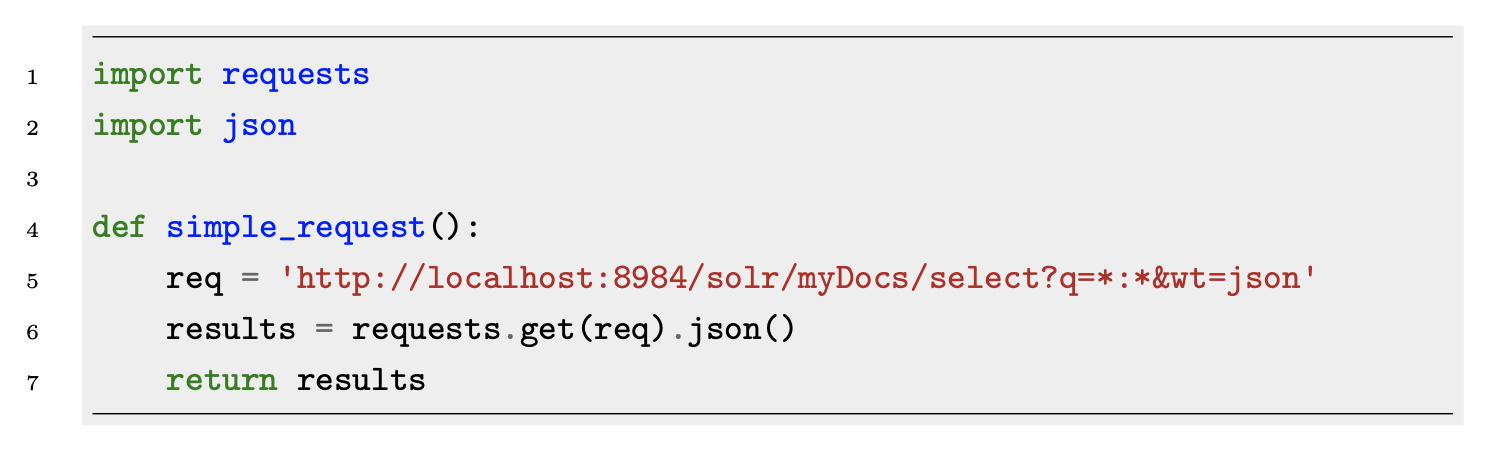 1 import requests
2 import json
3
4 def simple_request():
5     req = 'http://localhost:8984/solr/myDocs/select?q=*:*&wt=json'
6     results = requests.get(req).json()
7     return results